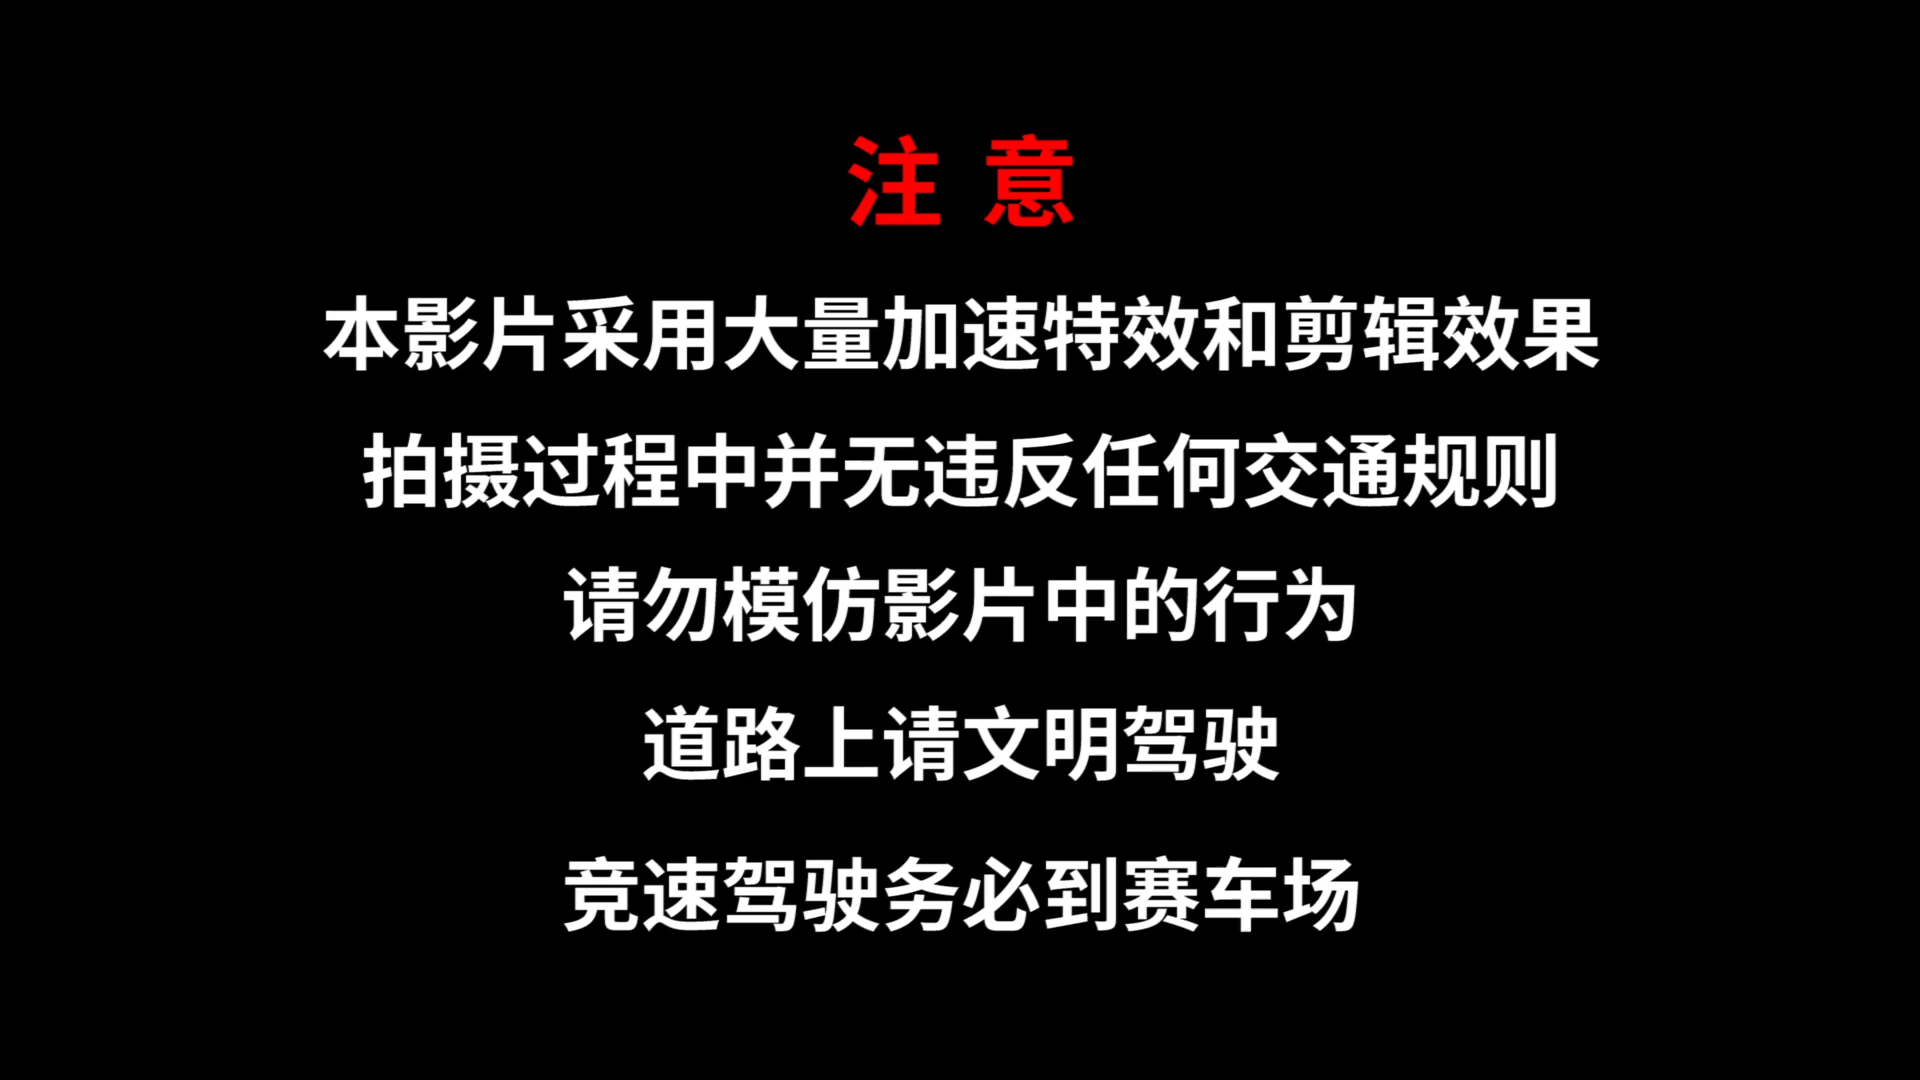 注 意
本影片采用大量加速特效和剪辑效果
拍摄过程中并无违反任何交通规则
请勿模仿影片中的行为
道路上请文明驾驶
竞速驾驶务必到赛车场